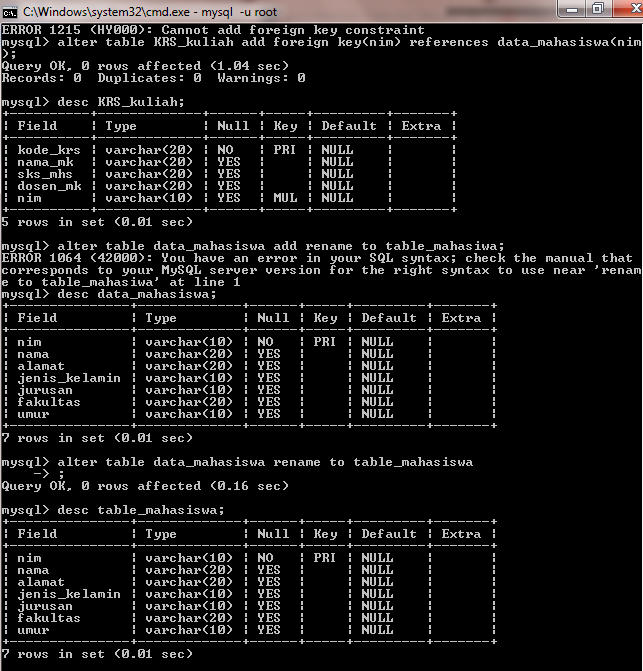 C:\Windows\system32\cmd.exe - mysql -u root
ERROR 1215 (HY000): Cannot add foreign key constraint
mysql> alter table KRS_kuliah add foreign key(nim) references data_mahasiswa(nim
);
Query OK, 0 rows affected (1.04 sec)
Records: 0  Duplicates: 0  Warnings: 0
mysql> desc KRS_kuliah;
+----------+-------------+------+-----+---------+-------+
| Field    | Type        | Null | Key | Default | Extra |
+----------+-------------+------+-----+---------+-------+
| kode_krs | varchar(20) | NO   | PRI | NULL    |       |
| nama_mk  | varchar(20) | YES  |     | NULL    |       |
| sks_mhs  | varchar(20) | YES  |     | NULL    |       |
| dosen_mk | varchar(20) | YES  |     | NULL    |       |
| nim      | varchar(10) | YES  | MUL | NULL    |       |
+----------+-------------+------+-----+---------+-------+
5 rows in set (0.01 sec)
mysql> alter table data_mahasiswa add rename to table_mahasiwa;
ERROR 1064 (42000): You have an error in your SQL syntax; check the manual that
corresponds to your MySQL server version for the right syntax to use near 'renam
e to table_mahasiwa' at line 1
mysql> desc data_mahasiswa;
+---------------+-------------+------+-----+---------+-------+
| Field         | Type        | Null | Key | Default | Extra |
+---------------+-------------+------+-----+---------+-------+
| nim           | varchar(10) | NO   | PRI | NULL    |       |
| nama          | varchar(20) | YES  |     | NULL    |       |
| alamat        | varchar(20) | YES  |     | NULL    |       |
| jenis_kelamin | varchar(10) | YES  |     | NULL    |       |
| jurusan       | varchar(20) | YES  |     | NULL    |       |
| fakultas      | varchar(20) | YES  |     | NULL    |       |
| umur          | varchar(10) | YES  |     | NULL    |       |
+---------------+-------------+------+-----+---------+-------+
7 rows in set (0.01 sec)
mysql> alter table data_mahasiswa rename to table_mahasiswa
    -> ;
Query OK, 0 rows affected (0.16 sec)
mysql> desc table_mahasiswa;
+---------------+-------------+------+-----+---------+-------+
| Field         | Type        | Null | Key | Default | Extra |
+---------------+-------------+------+-----+---------+-------+
| nim           | varchar(10) | NO   | PRI | NULL    |       |
| nama          | varchar(20) | YES  |     | NULL    |       |
| alamat        | varchar(20) | YES  |     | NULL    |       |
| jenis_kelamin | varchar(10) | YES  |     | NULL    |       |
| jurusan       | varchar(20) | YES  |     | NULL    |       |
| fakultas      | varchar(20) | YES  |     | NULL    |       |
| umur          | varchar(10) | YES  |     | NULL    |       |
+---------------+-------------+------+-----+---------+-------+
7 rows in set (0.01 sec)